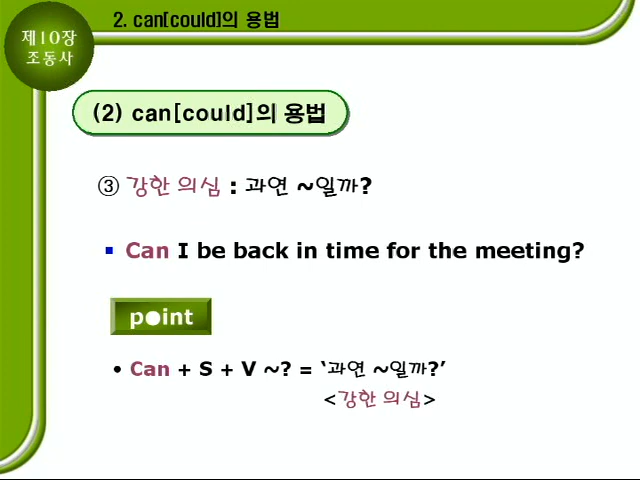 제10장
조동사
2. can[could]의 용법
(2) can[could]의 용법
③ 강한 의심 : 과연 ~일까?
▪ Can I be back in time for the meeting?
point
• Can + S + V ~? = ‘과연 ~일까?’
<강한 의심>